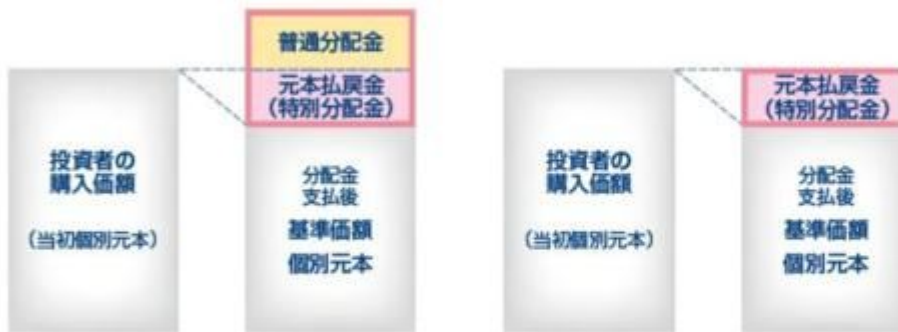 普通分配金
元本払戻金
(特別分配金)
投資者の
購入価額
(当初個別元本)
分配金
支払後
基準価額
個別元本
元本払戻金
(特別分配金)
投資者の
購入価額
(当初個別元本)
分配金
支払後
基準価額
個別元本